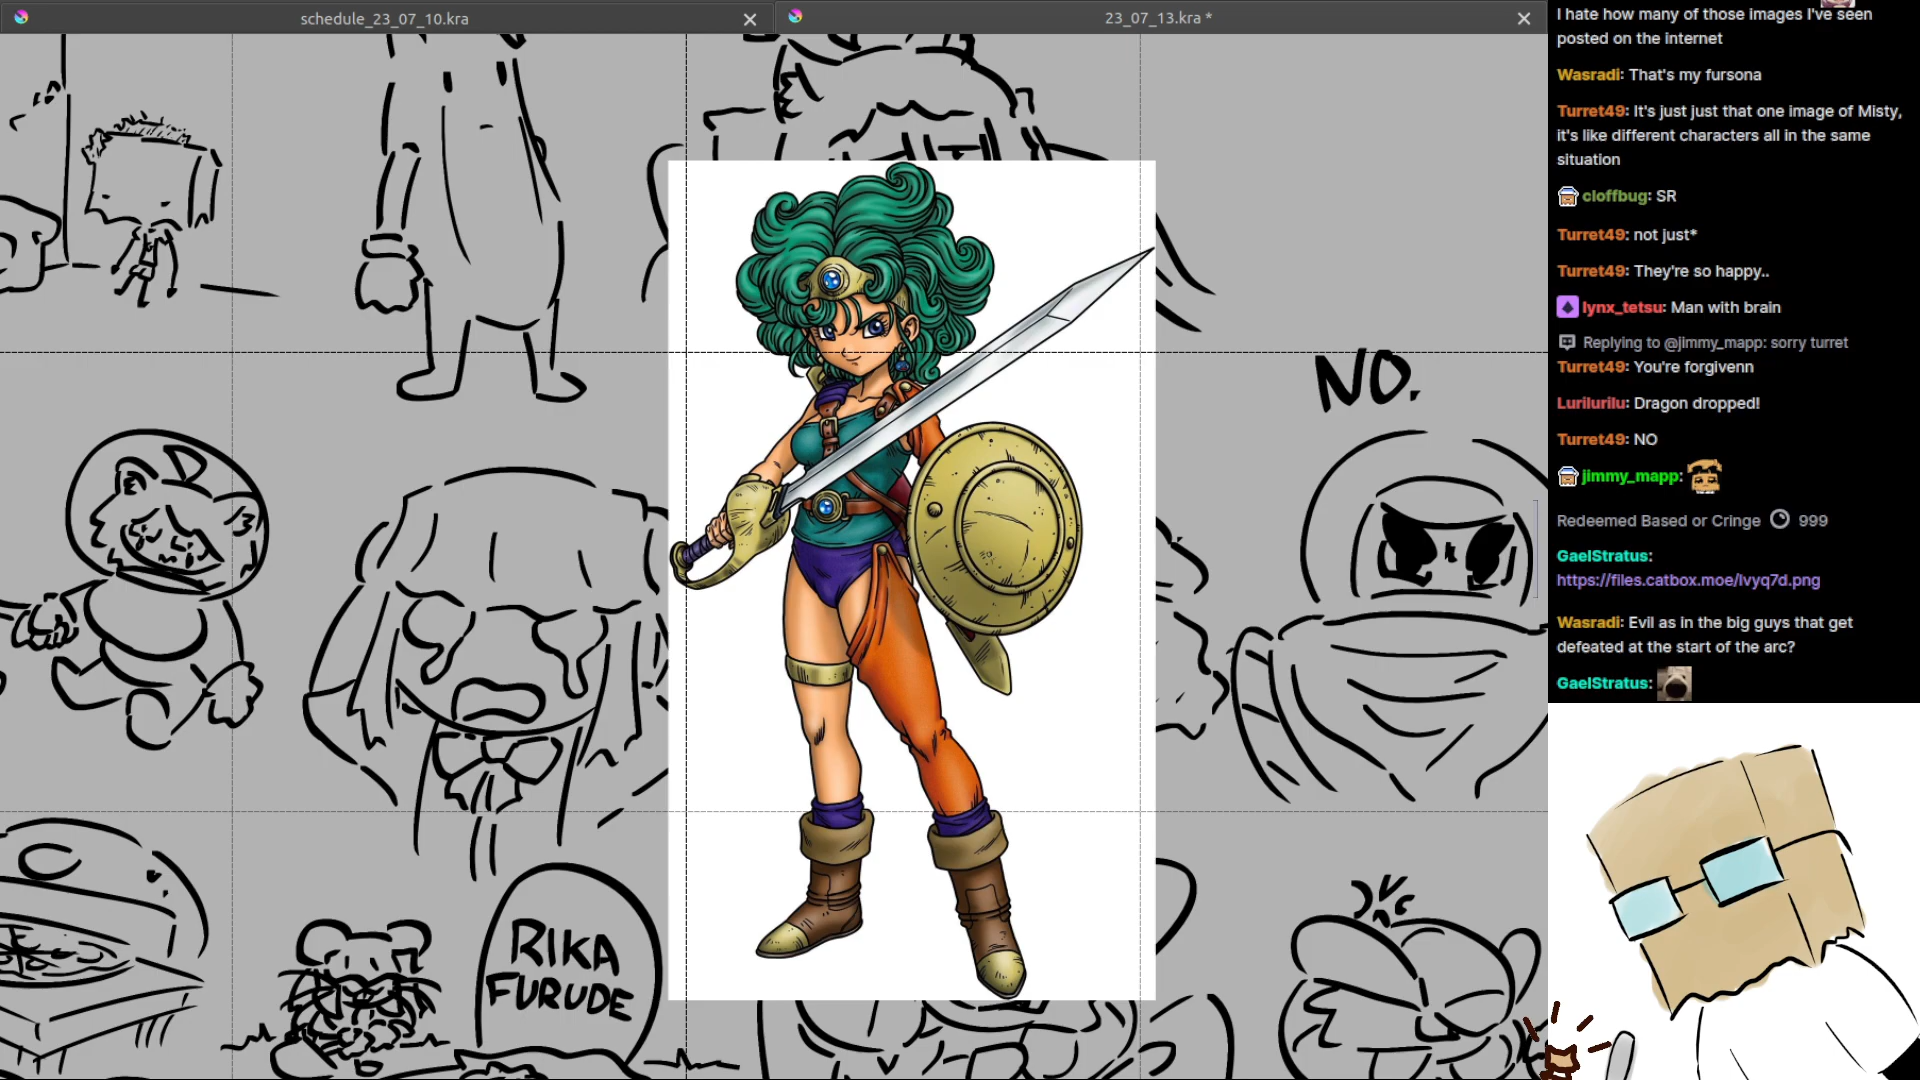 schedule_23_07_10.kra
23_07_13.kra *
NO.
RIKA
FURUDE
I hate how many of those images I've seen
posted on the internet
Wasradi: That's my fursona
Turret49: It's just just that one image of Misty,
it's like different characters all in the same
situation
cloffbug: SR
Turret49: not just*
Turret49: They're so happy..
lynx_tetsu: Man with brain
Replying to @jimmy_mapp: sorry turret
Turret49: You're forgivenn
Lurilurilu: Dragon dropped!
Turret49: NO
jimmy_mapp:
Redeemed Based or Cringe 999
GaelStratus:
https://files.catbox.moe/lvyq7d.png
Wasradi: Evil as in the big guys that get
defeated at the start of the arc?
GaelStratus: